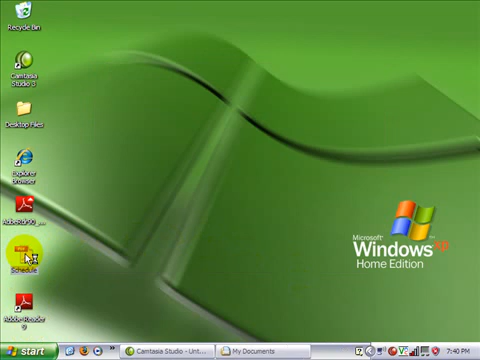 Recycle Bin
Camtasia
Studio 3
Desktop Files
Explorer
Browser
Schedule
Adobe Reader
9
Microsoft
Windows xp
Home Edition
start
Camtasia Studio - Unt...
My Documents
7:40 PM